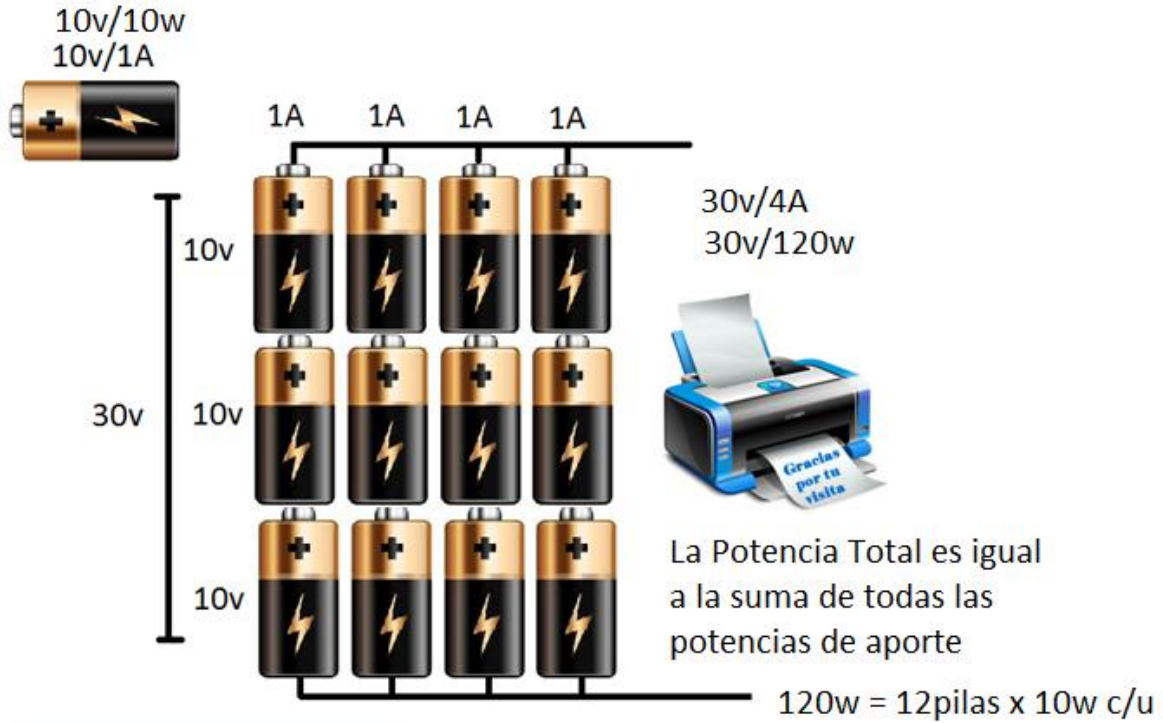 10v/10w
10v/1A
1A 1A 1A 1A
30v/4A
30v/120w
10v
30v
10v
10v
Gracias
por tu
visita
La Potencia Total es igual
a la suma de todas las
potencias de aporte
120w = 12pilas x 10w c/u